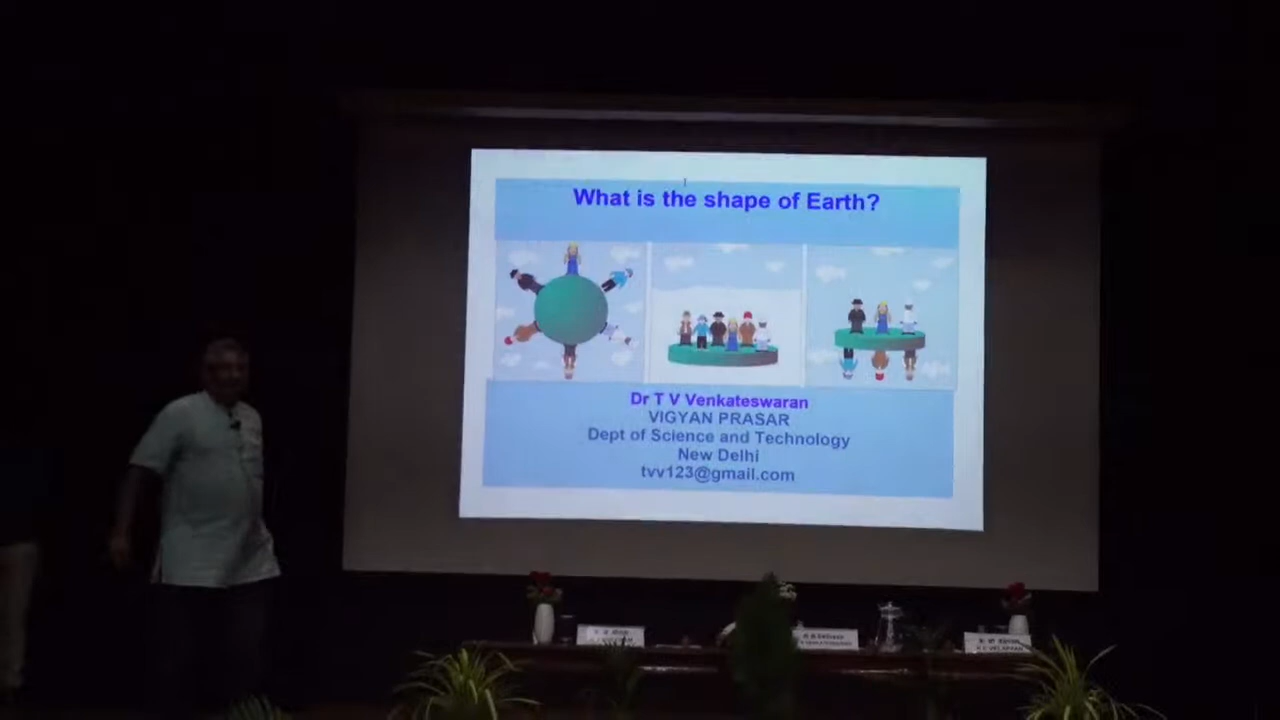 What is the shape of Earth?
Dr T V Venkateswaran
VIGYAN PRASAR
Dept of Science and Technology
New Delhi
tvv123@gmail.com